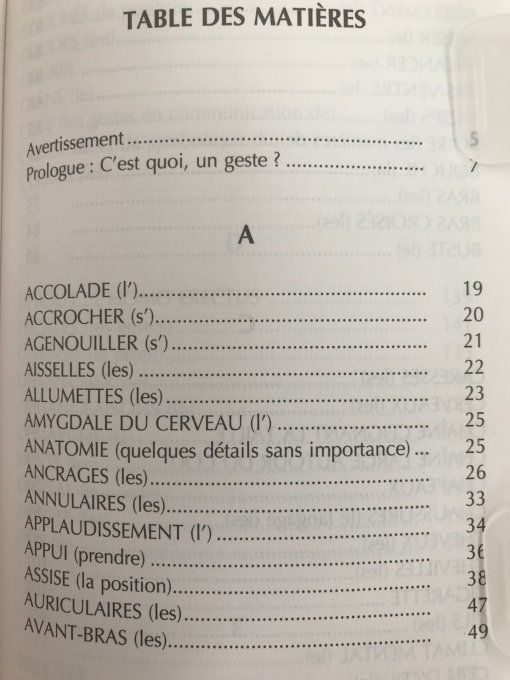 TABLE DES MATIÈRES
Avertissement........................................ 5
Prologue : C'est quoi, un geste ?.................... 7
A
ACCOLADE (l')........................................ 19
ACCROCHER (s')....................................... 20
AGENOUILLER (s')..................................... 21
AISSELLES (les)...................................... 22
ALLUMETTES (les)..................................... 23
AMYGDALE DU CERVEAU (l')............................. 25
ANATOMIE (quelques détails sans importance)... 25
ANCRAGES (les)....................................... 26
ANNULAIRES (les)..................................... 33
APPLAUDISSEMENT (l')................................. 34
APPUI (prendre)...................................... 36
ASSISE (la position)................................. 38
AURICULAIRES (les)................................... 47
AVANT-BRAS (les)..................................... 49